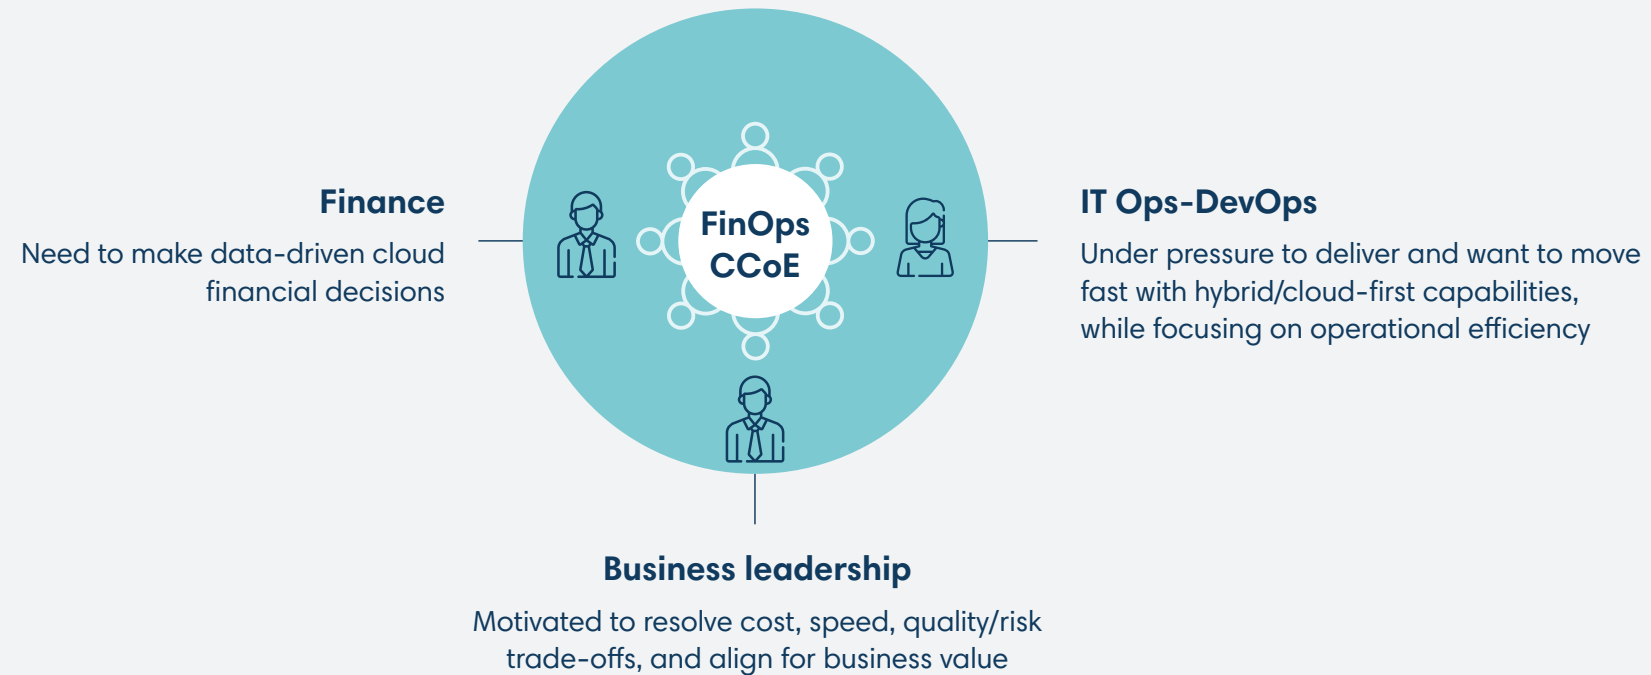 Finance
Need to make data-driven cloud
financial decisions
FinOps
CCoE
IT Ops-DevOps
Under pressure to deliver and want to move
fast with hybrid/cloud-first capabilities,
while focusing on operational efficiency
Business leadership
Motivated to resolve cost, speed, quality/risk
trade-offs, and align for business value